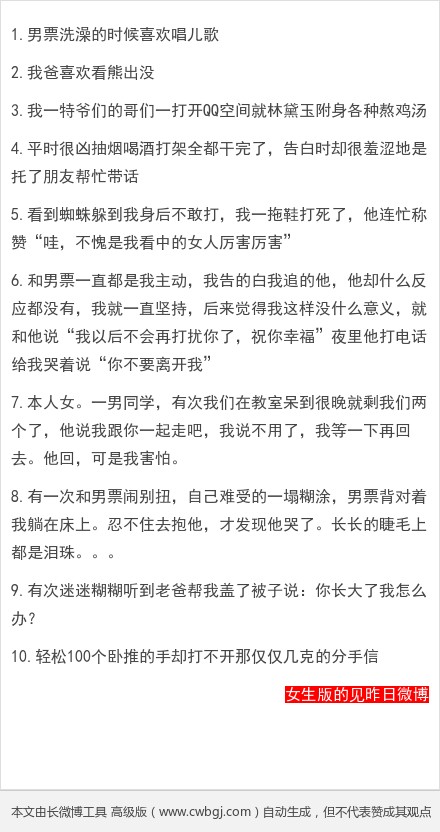 1.男票洗澡的时候喜欢唱儿歌
2.我爸喜欢看熊出没
3.我一特爷们的哥们一打开QQ空间就林黛玉附身各种熬鸡汤
4.平时很凶抽烟喝酒打架全都干完了，告白时却很羞涩地是
托了朋友帮忙带话
5.看到蜘蛛躲到我身后不敢打，我一拖鞋打死了，他连忙称
赞“哇，不愧是我看中的女人厉害厉害”
6.和男票一直都是我主动，我告的白我追的他，他却什么反
应都没有，我就一直坚持，后来觉得我这样没什么意义，就
和他说“我以后不会再打扰你了，祝你幸福”夜里他打电话
给我哭着说“你不要离开我”
7.本人女。一男同学，有次我们在教室呆到很晚就剩我们两
个了，他说我跟你一起走吧，我说不用了，我等一下再回
去。他回，可是我害怕。
8.有一次和男票闹别扭，自己难受的一塌糊涂，男票背对着
我躺在床上。忍不住去抱他，才发现他哭了。长长的睫毛上
都是泪珠。。。
9.有次迷迷糊糊听到老爸帮我盖了被子说：你长大了我怎么
办？
10.轻松100个卧推的手却打不开那仅仅几克的分手信
女生版的见昨日微博
本文由长微博工具 高级版（www.cwbgj.com）自动生成，但不代表赞成其观点